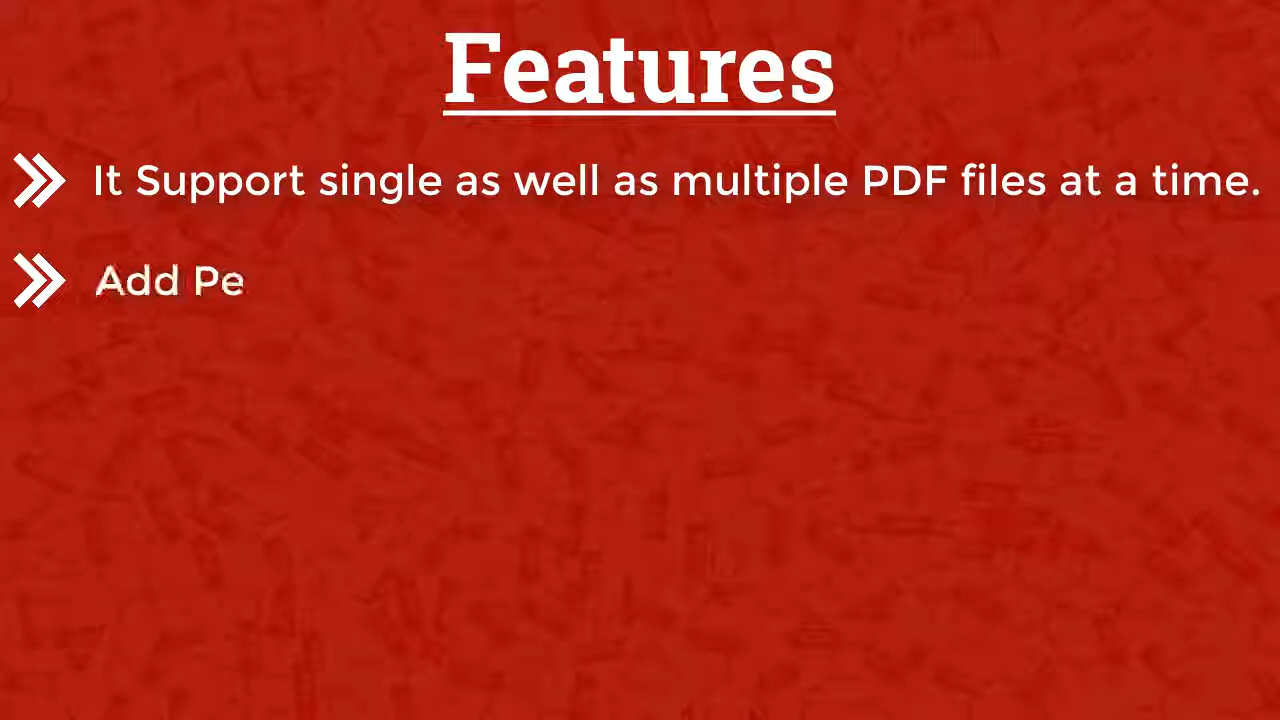 Features
It Support single as well as multiple PDF files at a time.
Add Pe